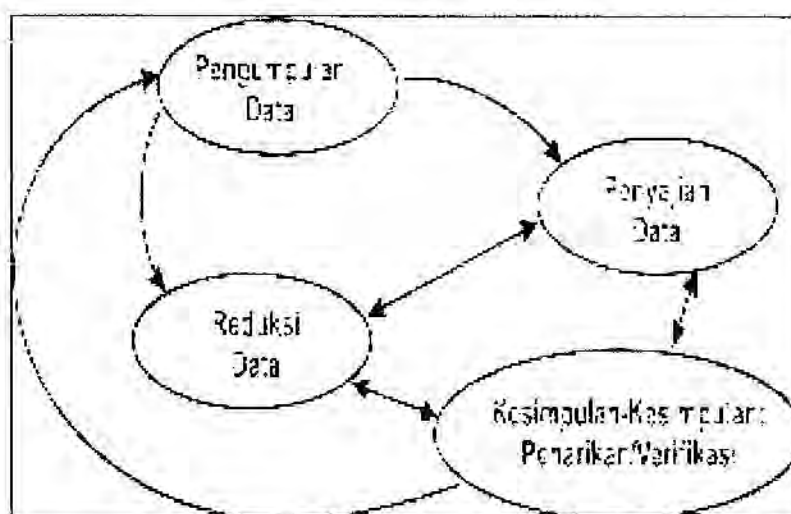 Pengumpulan
Data
Penyajian
Data
Reduksi
Data
Kesimpulan-Kesimpulan:
Penarikan/Verifikasi